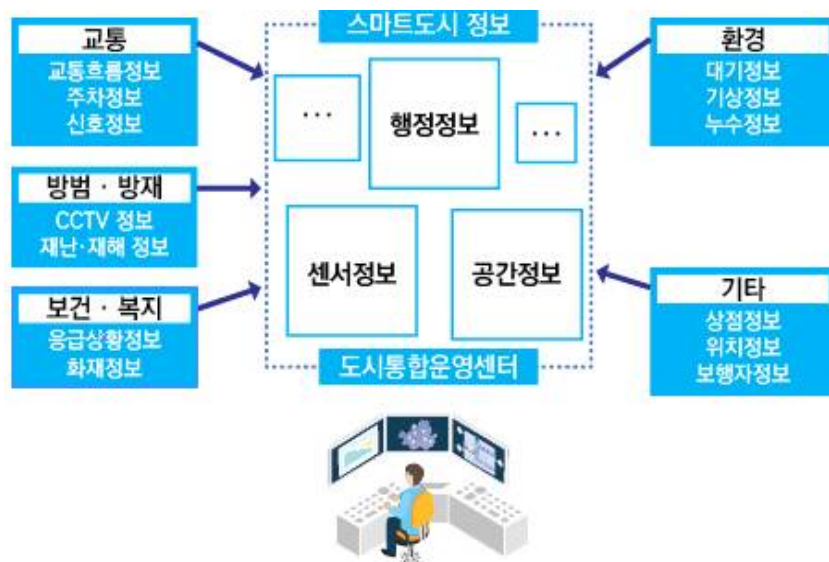 스마트도시 정보
교통
교통흐름정보
주차정보
신호정보
방범 · 방재
CCTV 정보
재난·재해 정보
보건 · 복지
응급상황정보
화재정보
...
행정정보
...
센서정보
공간정보
도시통합운영센터
환경
대기정보
기상정보
누수정보
기타
상점정보
위치정보
보행자정보